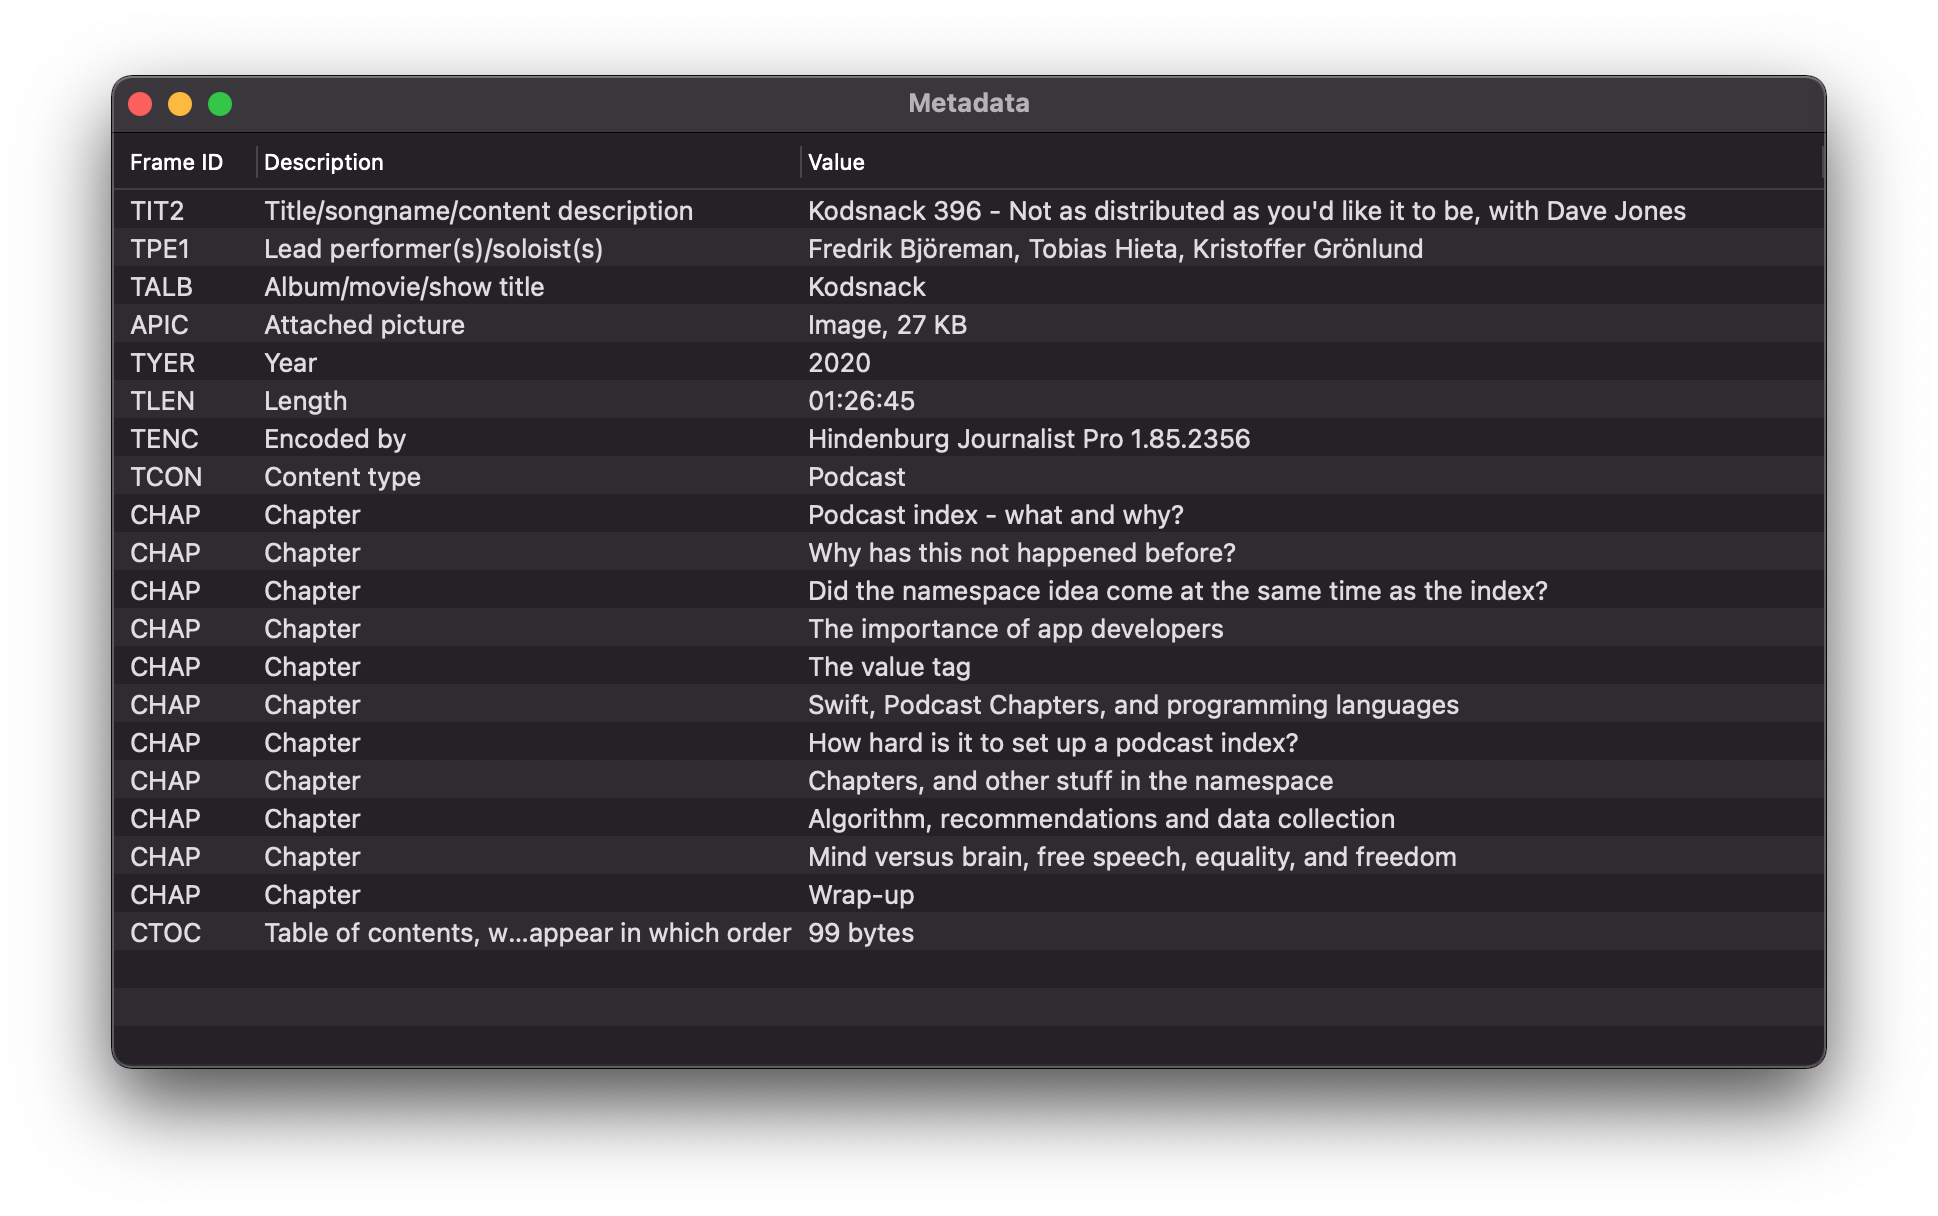 Metadata
Frame ID Description Value
TIT2 Title/songname/content description Kodsnack 396 - Not as distributed as you'd like it to be, with Dave Jones
TPE1 Lead performer(s)/soloist(s) Fredrik Björeman, Tobias Hieta, Kristoffer Grönlund
TALB Album/movie/show title Kodsnack
APIC Attached picture Image, 27 KB
TYER Year 2020
TLEN Length 01:26:45
TENC Encoded by Hindenburg Journalist Pro 1.85.2356
TCON Content type Podcast
CHAP Chapter Podcast index - what and why?
CHAP Chapter Why has this not happened before?
CHAP Chapter Did the namespace idea come at the same time as the index?
CHAP Chapter The importance of app developers
CHAP Chapter The value tag
CHAP Chapter Swift, Podcast Chapters, and programming languages
CHAP Chapter How hard is it to set up a podcast index?
CHAP Chapter Chapters, and other stuff in the namespace
CHAP Chapter Algorithm, recommendations and data collection
CHAP Chapter Mind versus brain, free speech, equality, and freedom
CHAP Chapter Wrap-up
CTOC Table of contents, w...appear in which order 99 bytes